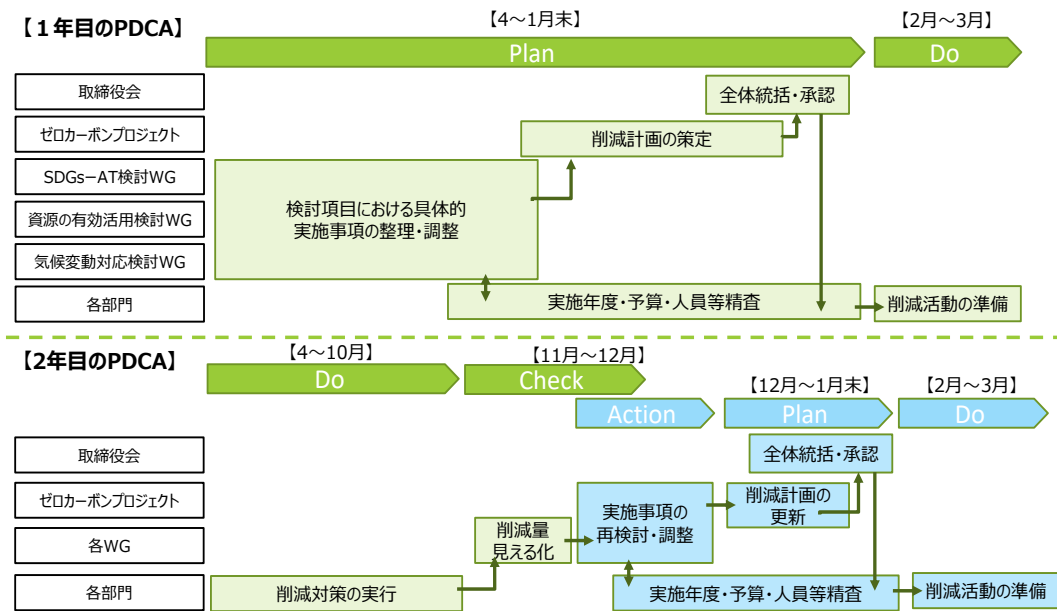 【１年目のPDCA】
【4～1月末】
【2月～3月】
Plan
Do
取締役会
全体統括・承認
ゼロカーボンプロジェクト
削減計画の策定
SDGs－AT検討WG
資源の有効活用検討WG
検討項目における具体的
実施事項の整理・調整
気候変動対応検討WG
各部門
実施年度・予算・人員等精査
削減活動の準備
【2年目のPDCA】
【4～10月】
【11月～12月】
Do
Check
【12月～1月末】
【2月～3月】
Action
Plan
Do
取締役会
全体統括・承認
ゼロカーボンプロジェクト
実施事項の
再検討・調整
削減計画の
更新
各WG
削減量
見える化
各部門
削減対策の実行
実施年度・予算・人員等精査
削減活動の準備